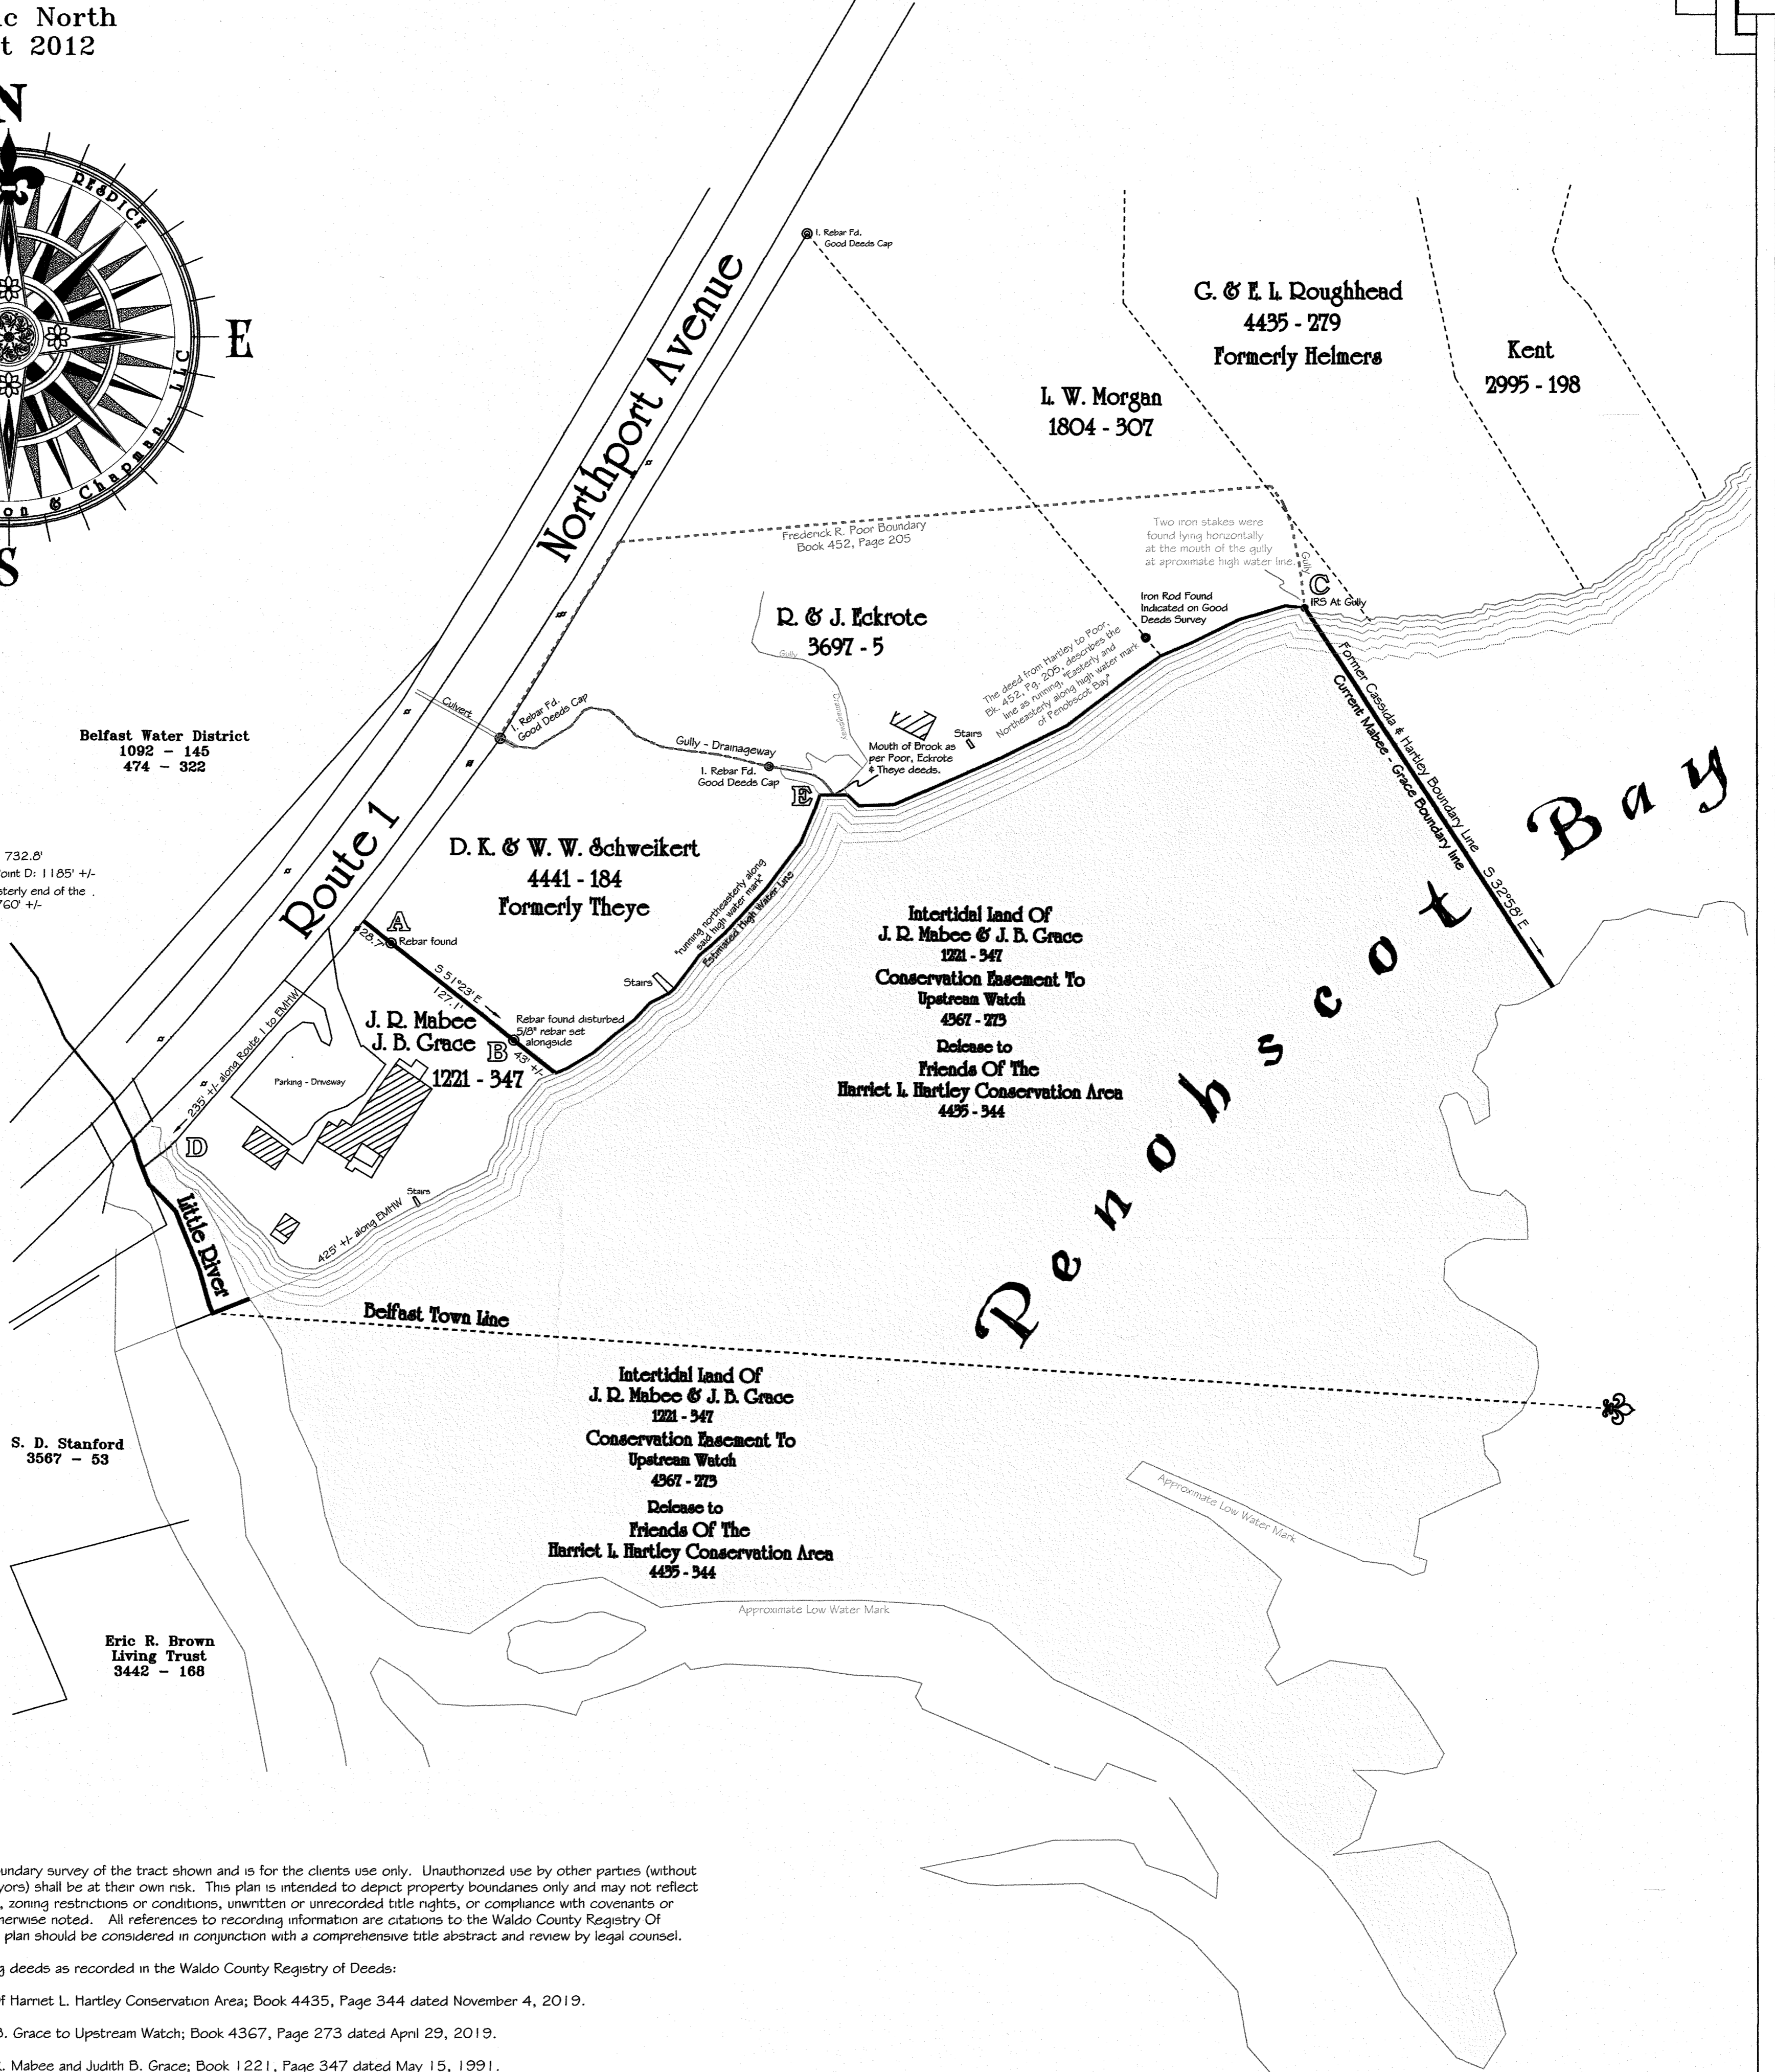 c North
t 2012
N
RESPICE
E
on & Chapman, LLC
S
Northport Avenue
Route 1
1. Rebar Fd.
Good Deeds Cap
G. & E. L. Roughhead
4435 - 279
Formerly Helmers
Kent
2995 - 198
L. W. Morgan
1804 - 307
Frederick R. Poor Boundary
Book 452, Page 205
Two iron stakes were
found lying horizontally
at the mouth of the gully
at aproximate high water line.
Gully
C
IRS At Gully
Iron Rod Found
Indicated on Good
Deeds Survey
R. & J. Eckrote
3697 - 5
Gully
Drainageway
The deed from Hartley to Poor,
Bk. 452, Pg. 205, describes the
line as running, "Easterly and
Northeasterly along high water mark
of Penobscot Bay"
Former Cassida & Hartley Boundary Line
Current Mabee - Grace Boundary line
S 32°58' E
Culvert
1. Rebar Fd.
Good Deeds Cap
Gully - Drainageway
1. Rebar Fd.
Good Deeds Cap
Stairs
Mouth of Brook as
per Poor, Eckrote
& Theye deeds.
E
Belfast Water District
1092 - 145
474 - 322
732.8'
oint D: 1185' +/-
sterly end of the .
760' +/-
D. K. & W. W. Schweikert
4441 - 184
Formerly Theye
"running northeasterly along
said high water mark"
Estimated High Water Line
A
28.7'
Rebar found
S 51°23' E
127.1'
Stairs
Rebar found disturbed
5/8" rebar set
alongside
B
43' +/-
J. R. Mabee
J. B. Grace
1221 - 347
Parking - Driveway
235' +/- along Route 1 to EMHW
D
Little River
425' +/- along EMHW
Stairs
Penobscot Bay
Intertidal Land Of
J. R. Mabee & J. B. Grace
1221 - 347
Conservation Easement To
Upstream Watch
4367 - 273
Release to
Friends Of The
Harriet L. Hartley Conservation Area
4435 - 344
Belfast Town Line
Intertidal Land Of
J. R. Mabee & J. B. Grace
1221 - 347
Conservation Easement To
Upstream Watch
4367 - 273
Release to
Friends Of The
Harriet L. Hartley Conservation Area
4435 - 344
S. D. Stanford
3567 - 53
Approximate Low Water Mark
Approximate Low Water Mark
Eric R. Brown
Living Trust
3442 - 168
undary survey of the tract shown and is for the clients use only. Unauthorized use by other parties (without
yors) shall be at their own risk. This plan is intended to depict property boundaries only and may not reflect
, zoning restrictions or conditions, unwritten or unrecorded title rights, or compliance with covenants or
herwise noted. All references to recording information are citations to the Waldo County Registry Of
plan should be considered in conjunction with a comprehensive title abstract and review by legal counsel.
g deeds as recorded in the Waldo County Registry of Deeds:
f Harriet L. Hartley Conservation Area; Book 4435, Page 344 dated November 4, 2019.
B. Grace to Upstream Watch; Book 4367, Page 273 dated April 29, 2019.
R. Mabee and Judith B. Grace; Book 1221, Page 347 dated May 15, 1991.